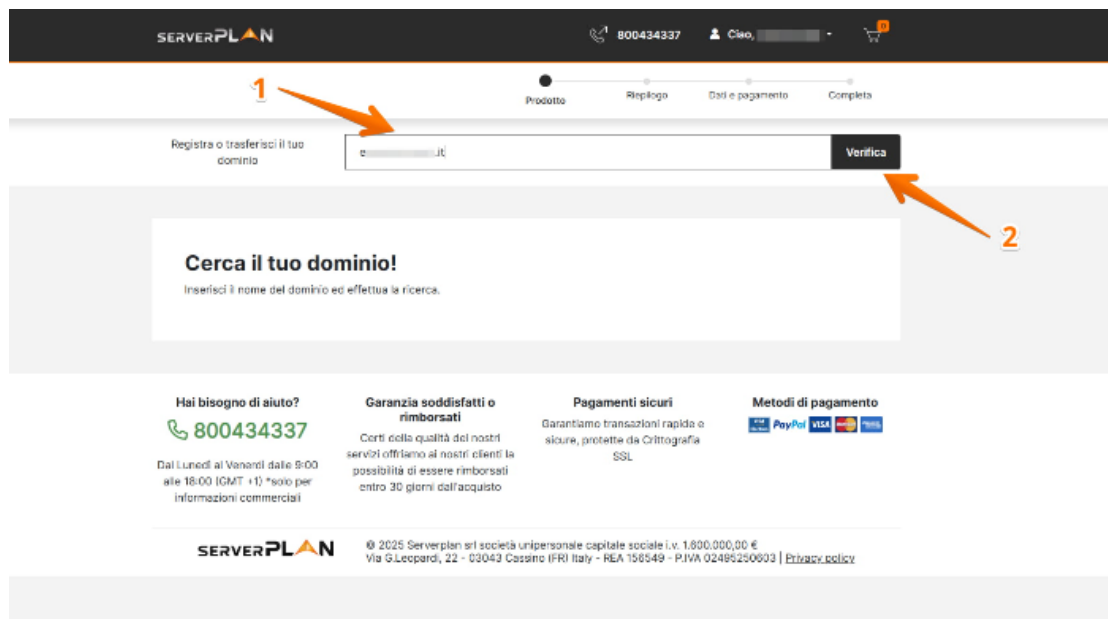 SERVERPLAN
800434337
Ciao,
0
1
Prodotto
Riepilogo
Dati e pagamento
Completa
Registra o trasferisci il tuo
dominio
e
.it
Verifica
2
Cerca il tuo dominio!
Inserisci il nome del dominio ed effettua la ricerca.
Hai bisogno di aiuto?
800434337
Dal Lunedì al Venerdì dalle 9:00
alle 18:00 (GMT +1) *solo per
informazioni commerciali
Garanzia soddisfatti o
rimborsati
Certi della qualità dei nostri
servizi offriamo ai nostri clienti la
possibilità di essere rimborsati
entro 30 giorni dall'acquisto
Pagamenti sicuri
Garantiamo transazioni rapide e
sicure, protette da Crittografia
SSL
Metodi di pagamento
PayPal
VISA
SERVERPLAN
© 2025 Serverplan srl società unipersonale capitale sociale i.v. 1.600.000,00 €
Via G.Leopardi, 22 - 03043 Cassino (FR) Italy - REA 156549 - P.IVA 02495250603 | Privacy policy